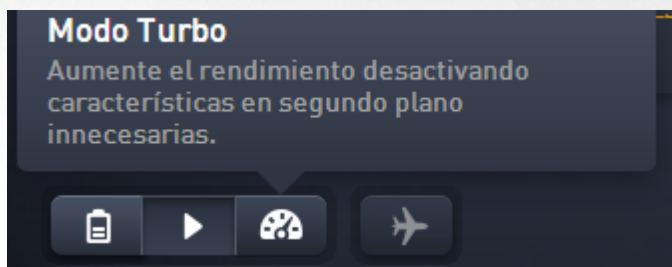 Modo Turbo
Aumente el rendimiento desactivando
características en segundo plano
innecesarias.